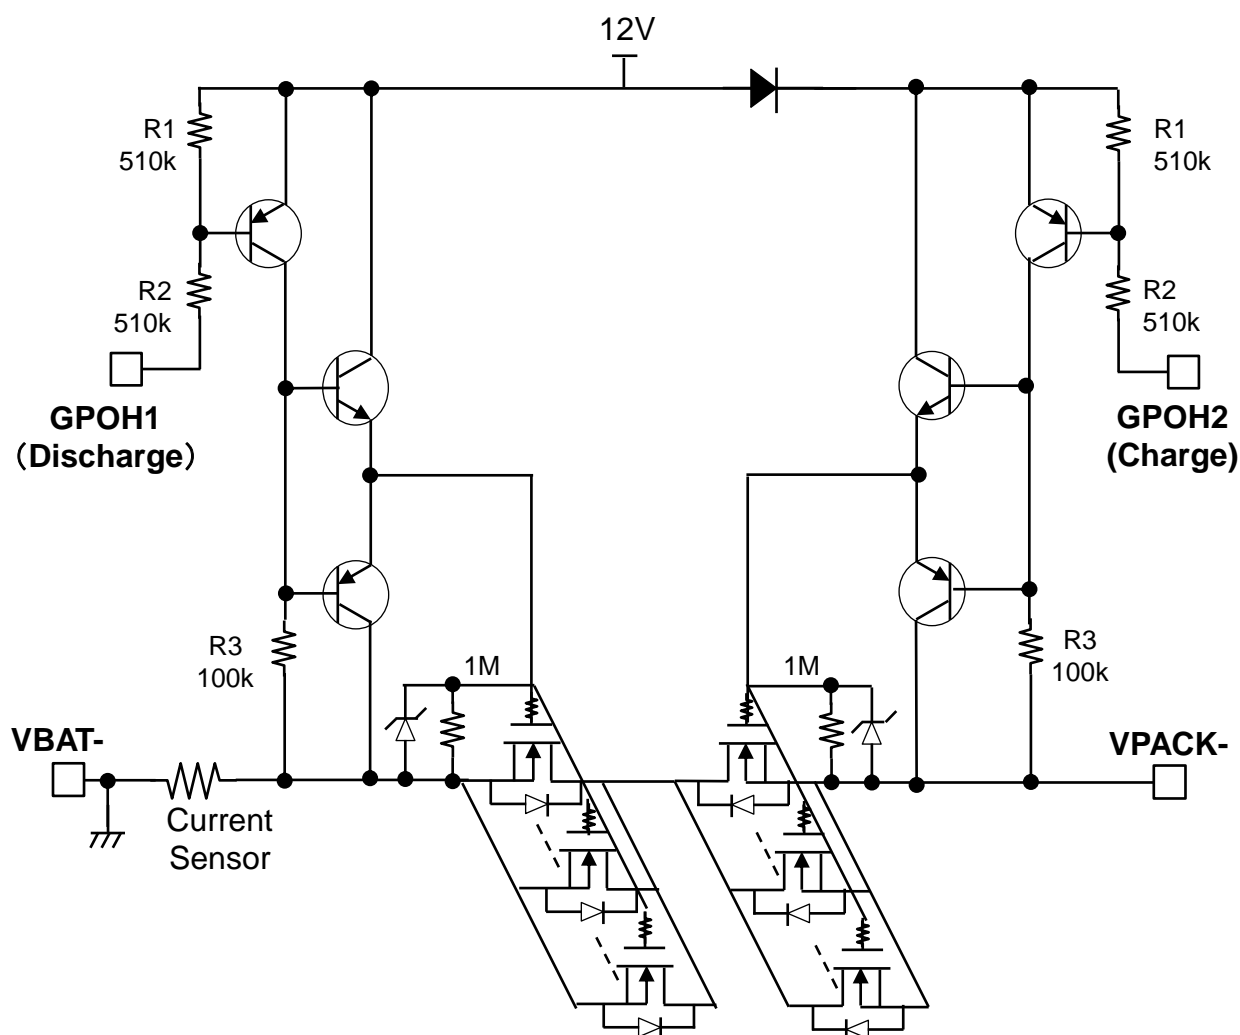 12V
R1
510k
R1
510k
R2
510k
R2
510k
GPOH1
（Discharge）
GPOH2
(Charge)
R3
100k
1M
1M
R3
100k
VBAT-
VPACK-
Current
Sensor